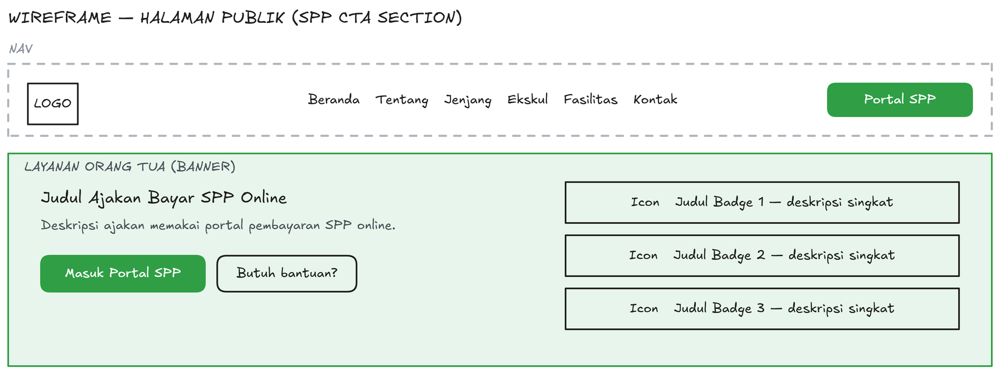 WIREFRAME — HALAMAN PUBLIK (SPP CTA SECTION)
NAV
LOGO
Beranda Tentang Jenjang Ekskul Fasilitas Kontak
Portal SPP
LAYANAN ORANG TUA (BANNER)
Judul Ajakan Bayar SPP Online
Deskripsi ajakan memakai portal pembayaran SPP online.
Masuk Portal SPP
Butuh bantuan?
Icon Judul Badge 1 — deskripsi singkat
Icon Judul Badge 2 — deskripsi singkat
Icon Judul Badge 3 — deskripsi singkat